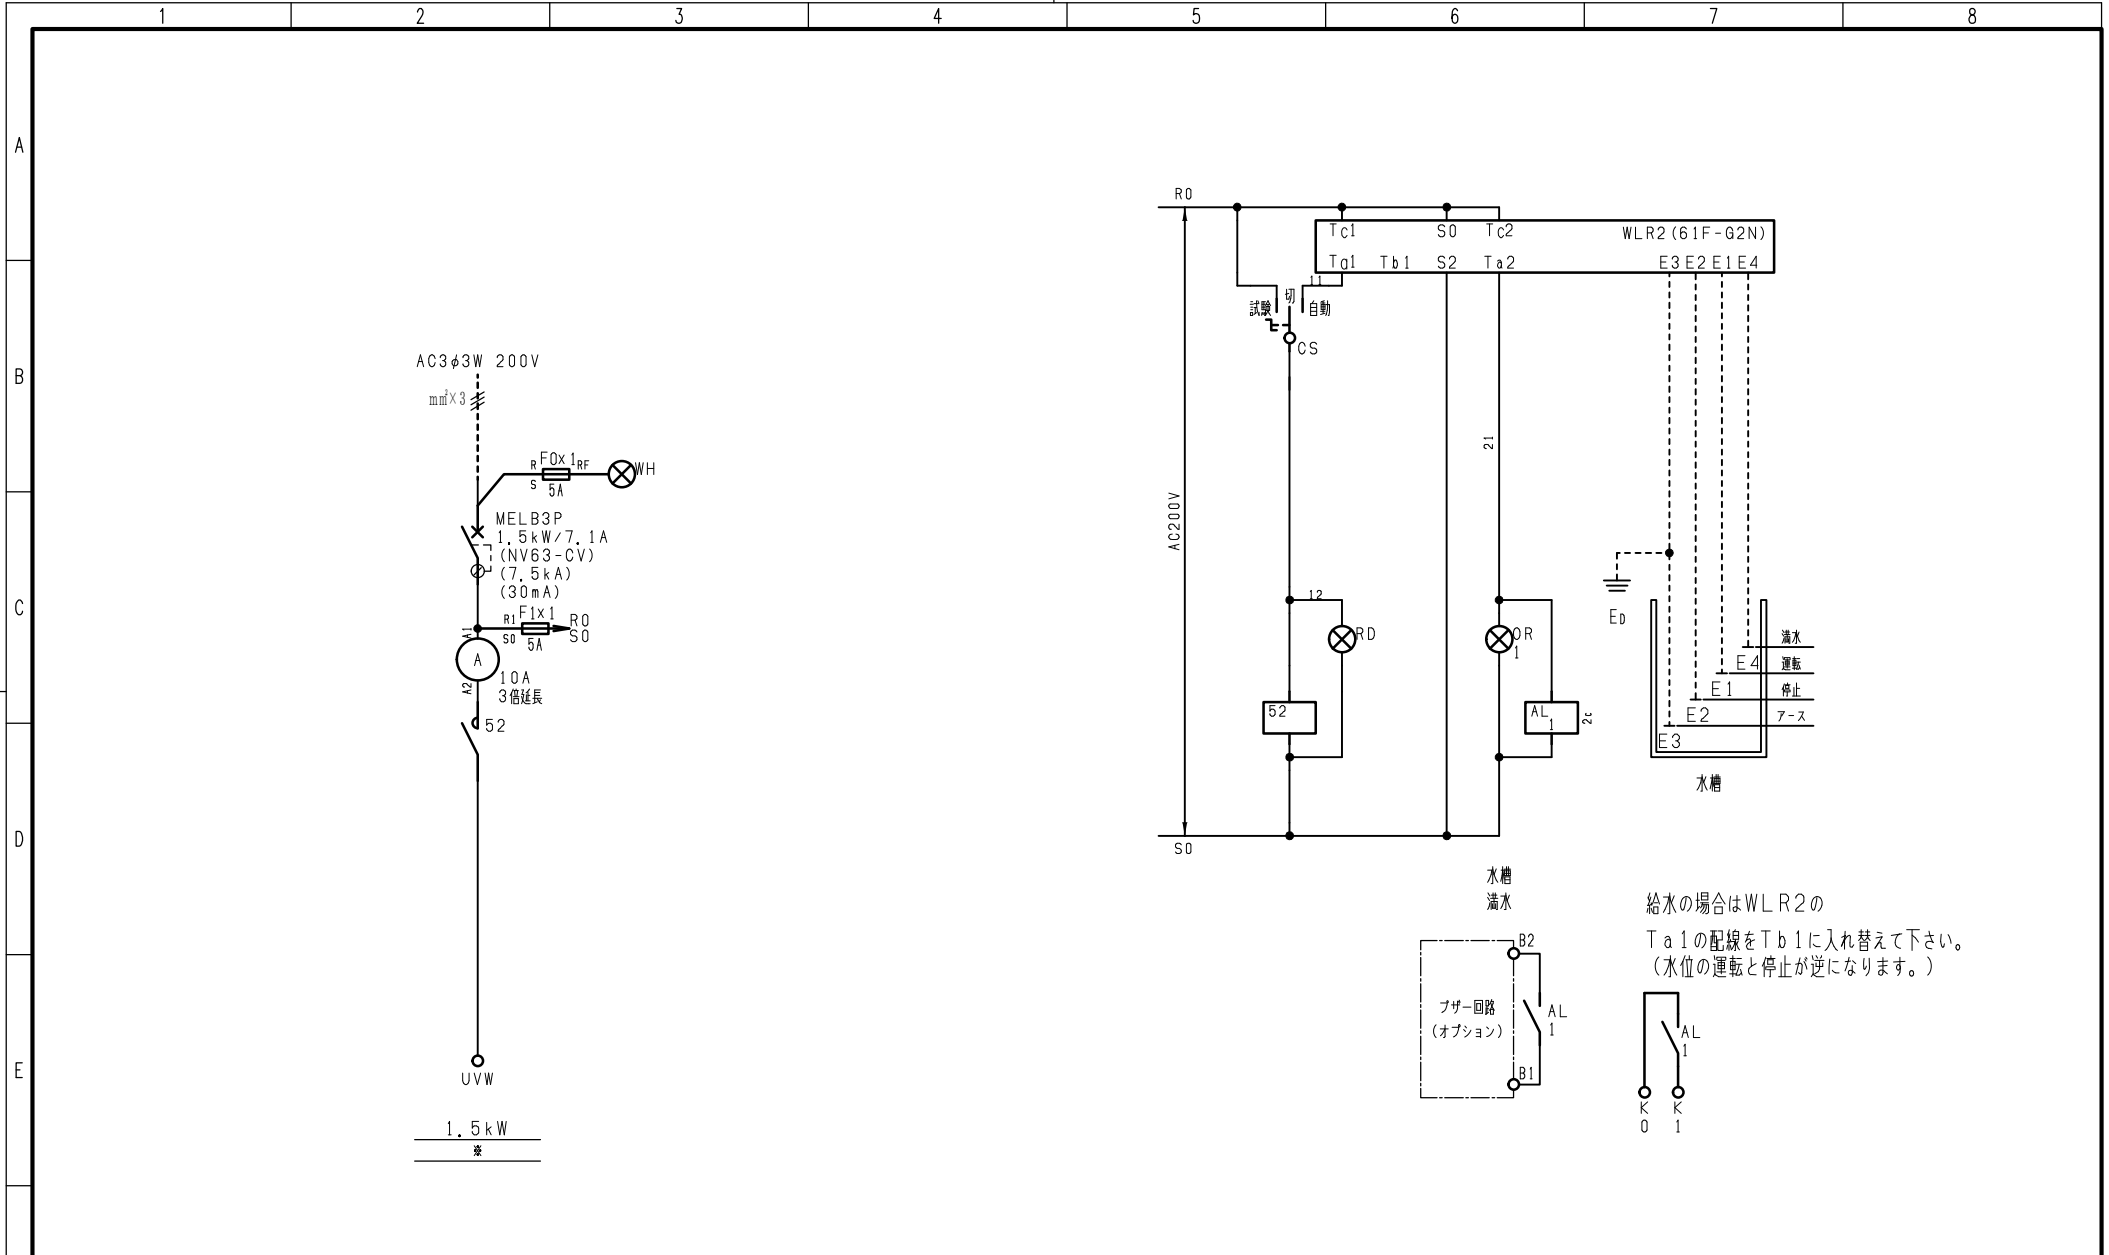 1 2 3 4 5 6 7 8
A
B
C
D
E
AC3φ3W 200V
mm²×3
F0×1
R
RF
S
5A
WH
MELB3P
1.5kW/7.1A
(NV63-CV)
(7.5kA)
(30mA)
F1×1
R1
S0
5A
R0
S0
A1
A
A2
10A
3倍延長
52
UVW
1.5kW
※
R0
Tc1 S0 Tc2 WLR2(61F-G2N)
Ta1 Tb1 S2 Ta2 E3 E2 E1 E4
11
試験 切 自動
CS
21
AC200V
12
RD
OR
1
52
AL
1
2c
ED
満水
E4 運転
E1 停止
E2 アース
E3
水槽
S0
水槽
満水
給水の場合はWLR2の
Ta1の配線をTb1に入れ替えて下さい。
(水位の運転と停止が逆になります。)
B2
ブザー回路
(オプション)
AL
1
B1
AL
1
K
0
K
1